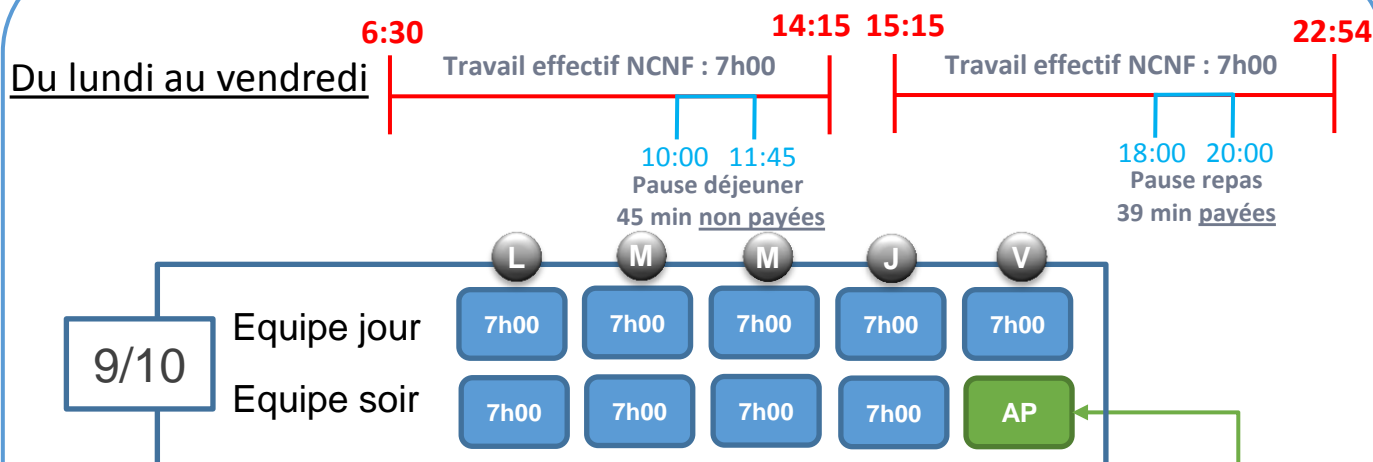 6:30 14:15 15:15 22:54
Du lundi au vendredi
Travail effectif NCNF : 7h00 Travail effectif NCNF : 7h00
10:00 11:45 18:00 20:00
Pause déjeuner Pause repas
45 min non payées 39 min payées
L M M J V
Equipe jour 7h00 7h00 7h00 7h00 7h00
9/10
Equipe soir 7h00 7h00 7h00 7h00 AP